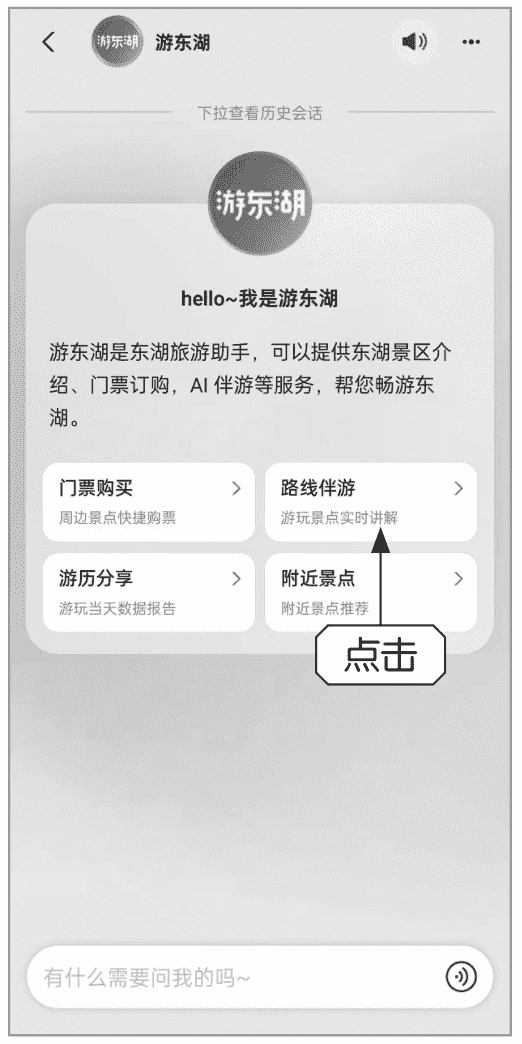 游东湖 游东湖
下拉查看历史会话
游东湖
hello~我是游东湖
游东湖是东湖旅游助手，可以提供东湖景区介
绍、门票订购，AI 伴游等服务，帮您畅游东
湖。
门票购买 路线伴游
周边景点快捷购票 游玩景点实时讲解
游历分享 附近景点
游玩当天数据报告 附近景点推荐
点击
有什么需要问我的吗~